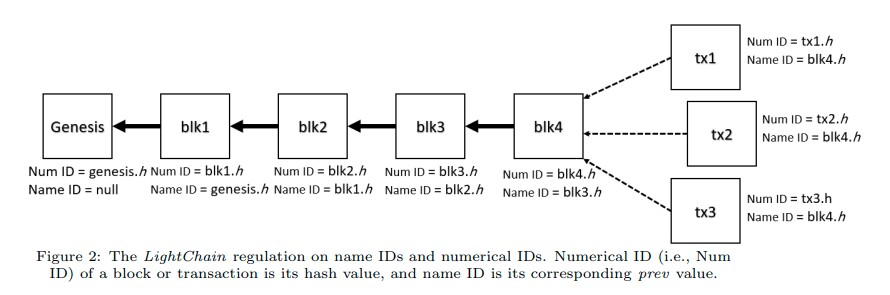 tx1
Num ID = tx1.h
Name ID = blk4.h
Genesis
blk1
blk2
blk3
blk4
tx2
Num ID = tx2.h
Name ID = blk4.h
Num ID = genesis.h
Name ID = null
Num ID = blk1.h
Name ID = genesis.h
Num ID = blk2.h
Name ID = blk1.h
Num ID = blk3.h
Name ID = blk2.h
Num ID = blk4.h
Name ID = blk3.h
tx3
Num ID = tx3.h
Name ID = blk4.h
Figure 2: The LightChain regulation on name IDs and numerical IDs. Numerical ID (i.e., Num
ID) of a block or transaction is its hash value, and name ID is its corresponding prev value.